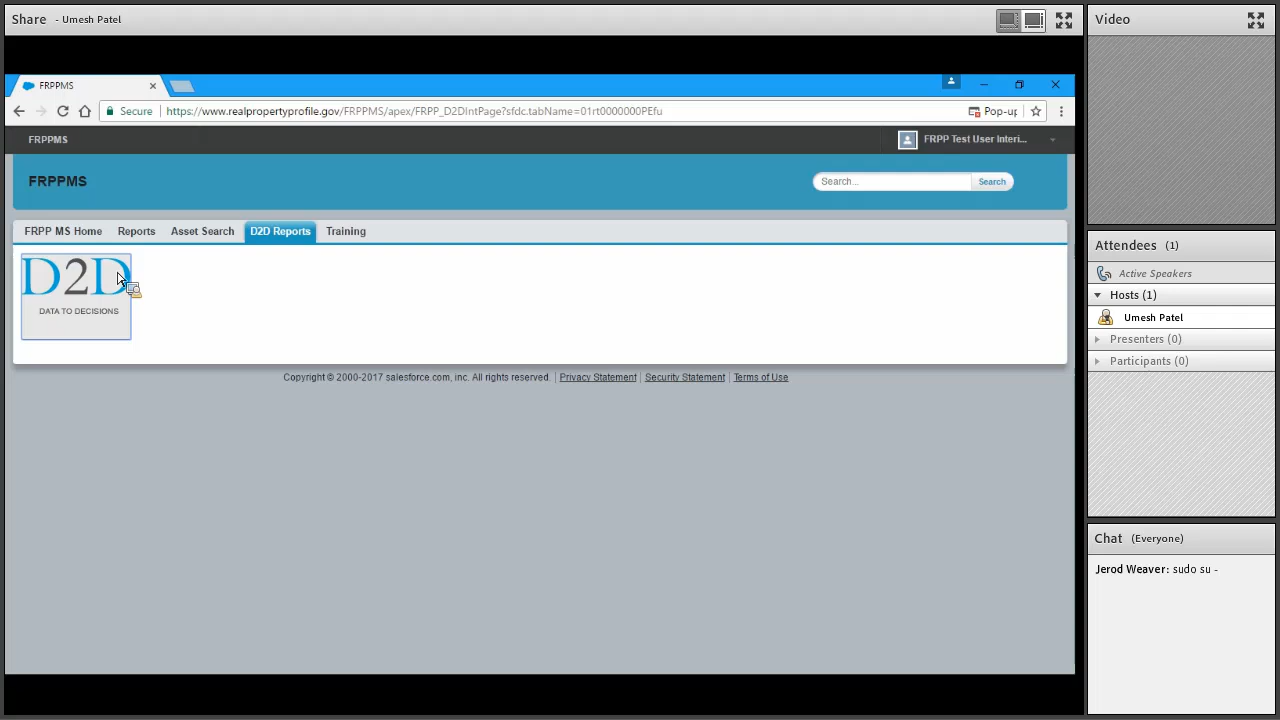 Share - Umesh Patel
FRPPMS
Secure https://www.realpropertyprofile.gov/FRPPMS/apex/FRPP_D2DIntPage?sfdc.tabName=01rt0000000PEfu Pop-up
FRPPMS FRPP Test User Interi...
FRPPMS Search... Search
FRPP MS Home Reports Asset Search D2D Reports Training
D2D
DATA TO DECISIONS
Copyright © 2000-2017 salesforce.com, inc. All rights reserved. | Privacy Statement | Security Statement | Terms of Use
Video
Attendees (1)
Active Speakers
Hosts (1)
Umesh Patel
Presenters (0)
Participants (0)
Chat (Everyone)
Jerod Weaver: sudo su -